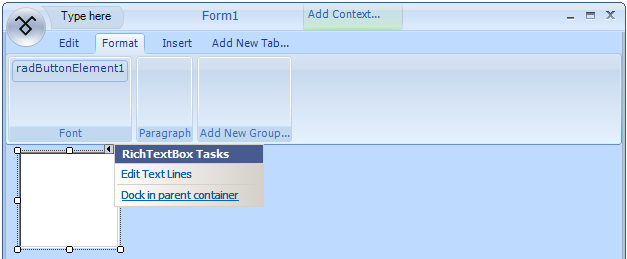 Type here
Form1
Add Context...
Edit
Format
Insert
Add New Tab...
radButtonElement1
Font
Paragraph
Add New Group...
RichTextBox Tasks
Edit Text Lines
Dock in parent container